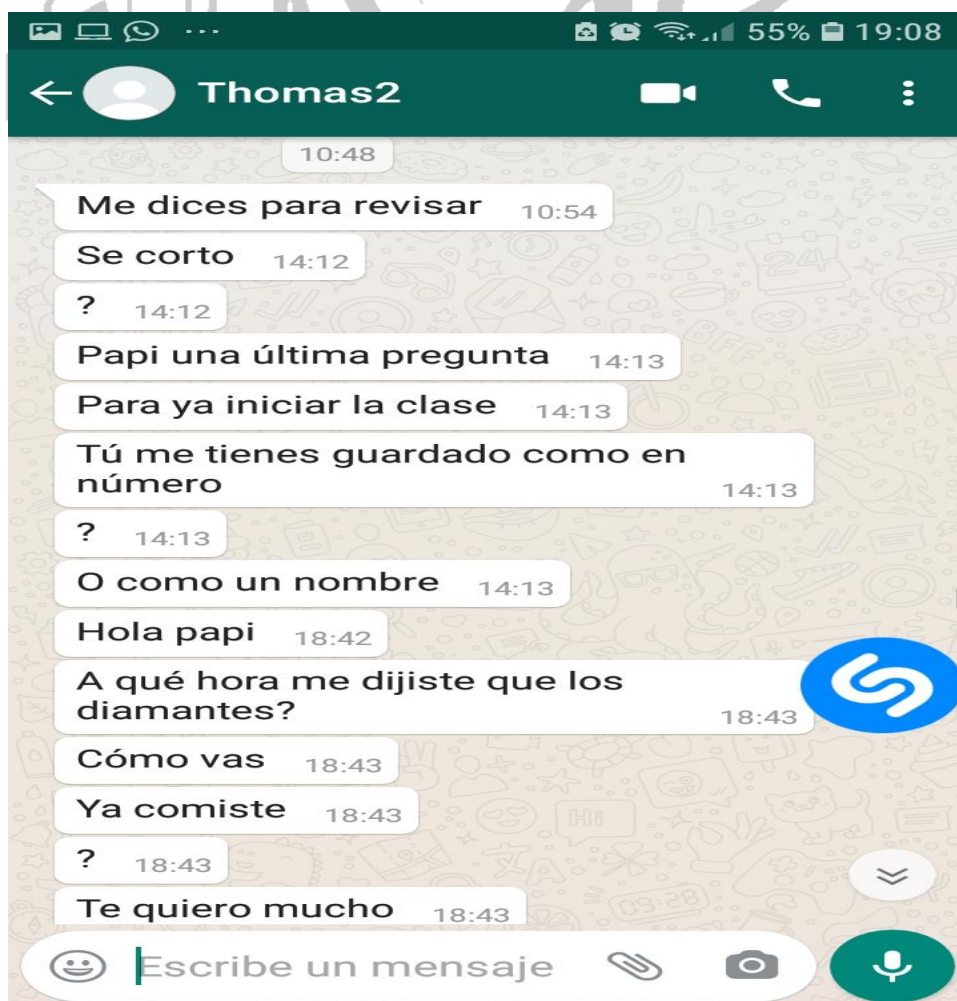 55% 19:08
Thomas2
10:48
Me dices para revisar 10:54
Se corto 14:12
? 14:12
Papi una última pregunta 14:13
Para ya iniciar la clase 14:13
Tú me tienes guardado como en
número 14:13
? 14:13
O como un nombre 14:13
Hola papi 18:42
A qué hora me dijiste que los
diamantes? 18:43
Cómo vas 18:43
Ya comiste 18:43
? 18:43
Te quiero mucho 18:43
Escribe un mensaje